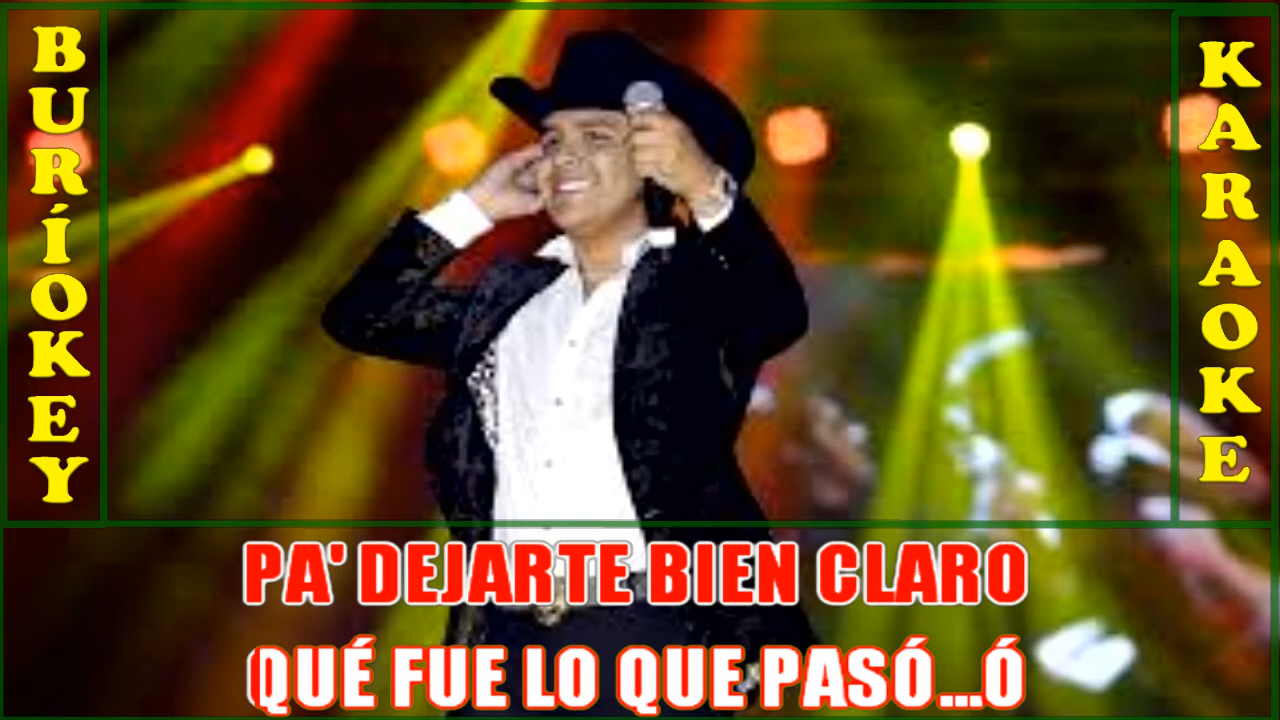 BURÍOKEY
KARAOKE
PA' DEJARTE BIEN CLARO
QUÉ FUE LO QUE PASÓ...Ó